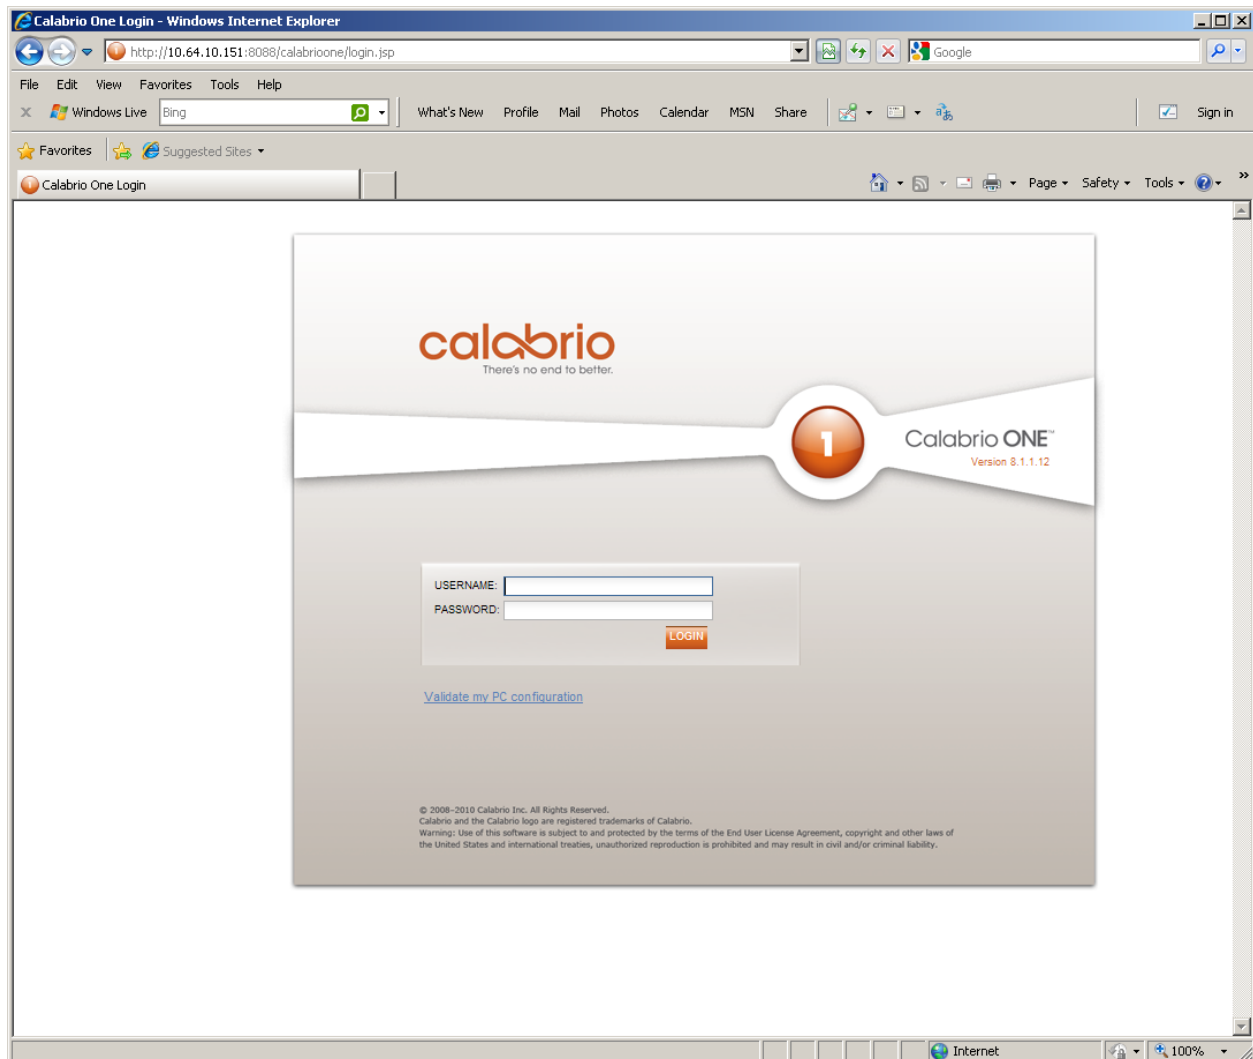 Calabrio One Login - Windows Internet Explorer
http://10.64.10.151:8088/calabrioone/login.jsp
Google
File Edit View Favorites Tools Help
x Windows Live Bing What's New Profile Mail Photos Calendar MSN Share Sign in
Favorites Suggested Sites
Calabrio One Login Page Safety Tools »
calabrio
There's no end to better.
1
Calabrio ONE™
Version 8.1.1.12
USERNAME:
PASSWORD:
LOGIN
Validate my PC configuration
© 2008-2010 Calabrio Inc. All Rights Reserved.
Calabrio and the Calabrio logo are registered trademarks of Calabrio.
Warning: Use of this software is subject to and protected by the terms of the End User License Agreement, copyright and other laws of
the United States and international treaties, unauthorized reproduction is prohibited and may result in civil and/or criminal liability.
Internet 100%